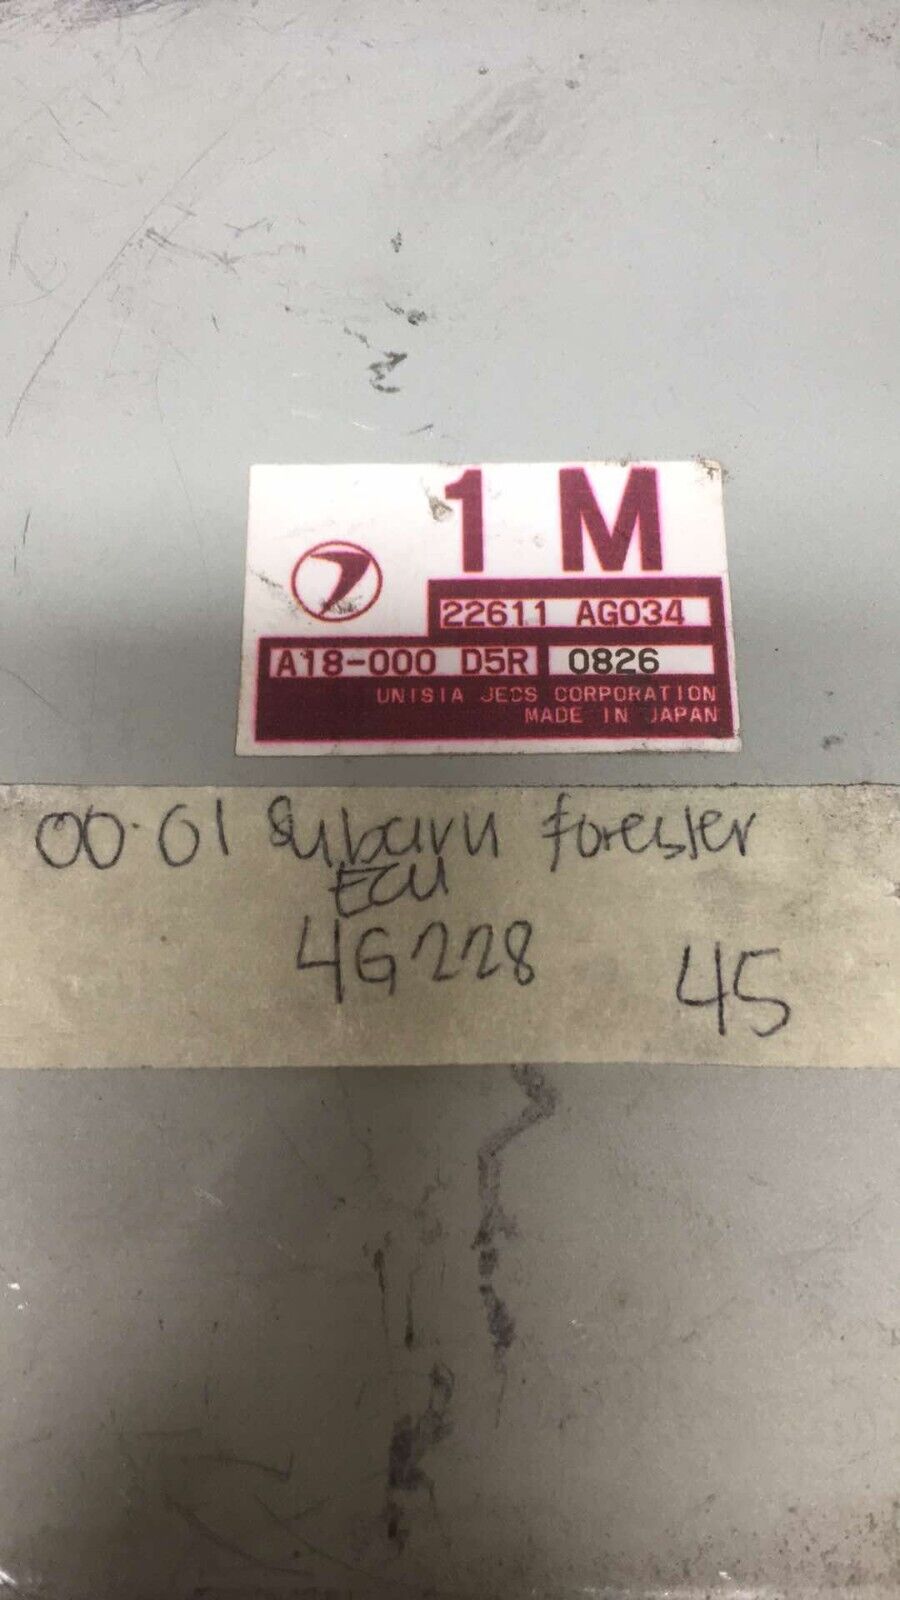 1 M
22611 AG034
A18-000 D5R 0826
UNISIA JECS CORPORATION
MADE IN JAPAN
00-01 Subaru Forester
ECU
4G228
45